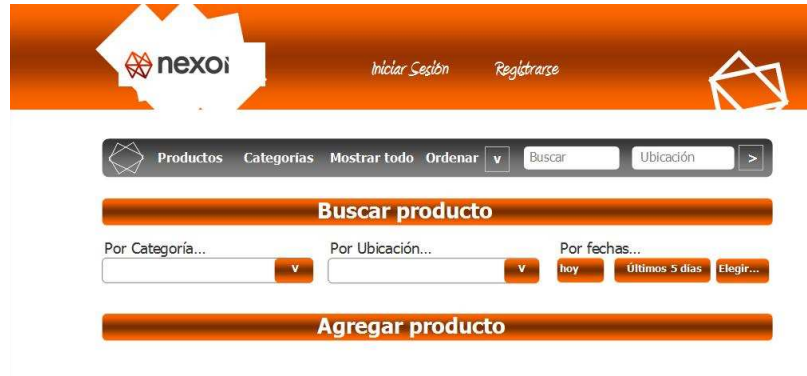 nexoi
Iniciar Sesión Registrarse
Productos Categorías Mostrar todo Ordenar v Buscar Ubicación >
Buscar producto
Por Categoría... Por Ubicación... Por fechas...
v v hoy Últimos 5 días Elegir...
Agregar producto